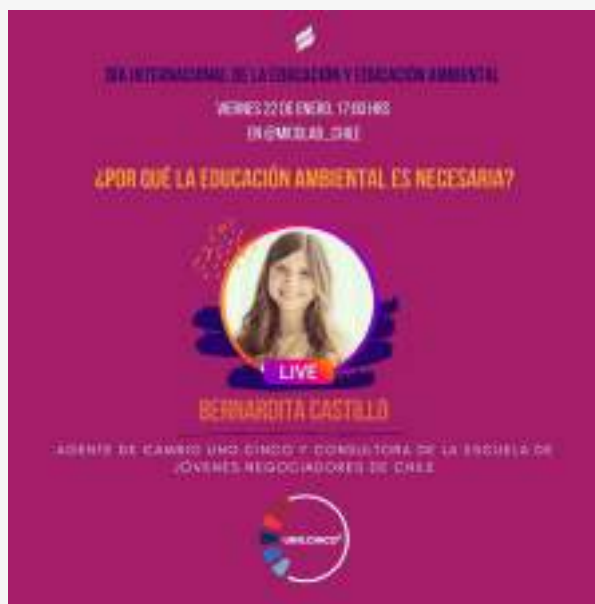 DÍA INTERNACIONAL DE LA EDUCACIÓN Y EDUCACIÓN AMBIENTAL
VIERNES 22 DE ENERO, 17:00 HRS
EN @MICOLAB_CHILE
¿POR QUÉ LA EDUCACIÓN AMBIENTAL ES NECESARIA?
LIVE
BERNARDITA CASTILLO
AGENTE DE CAMBIO UNO.CINCO Y CONSULTORA DE LA ESCUELA DE
JÓVENES NEGOCIADORES DE CHILE
UNO.CINCO°